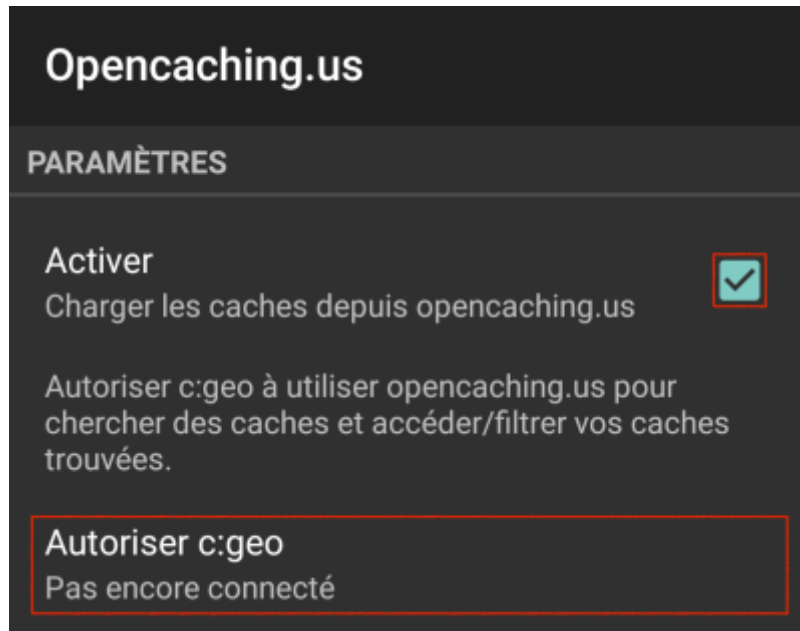 Opencaching.us
PARAMÈTRES
Activer
Charger les caches depuis opencaching.us
Autoriser c:geo à utiliser opencaching.us pour
chercher des caches et accéder/filtrer vos caches
trouvées.
Autoriser c:geo
Pas encore connecté